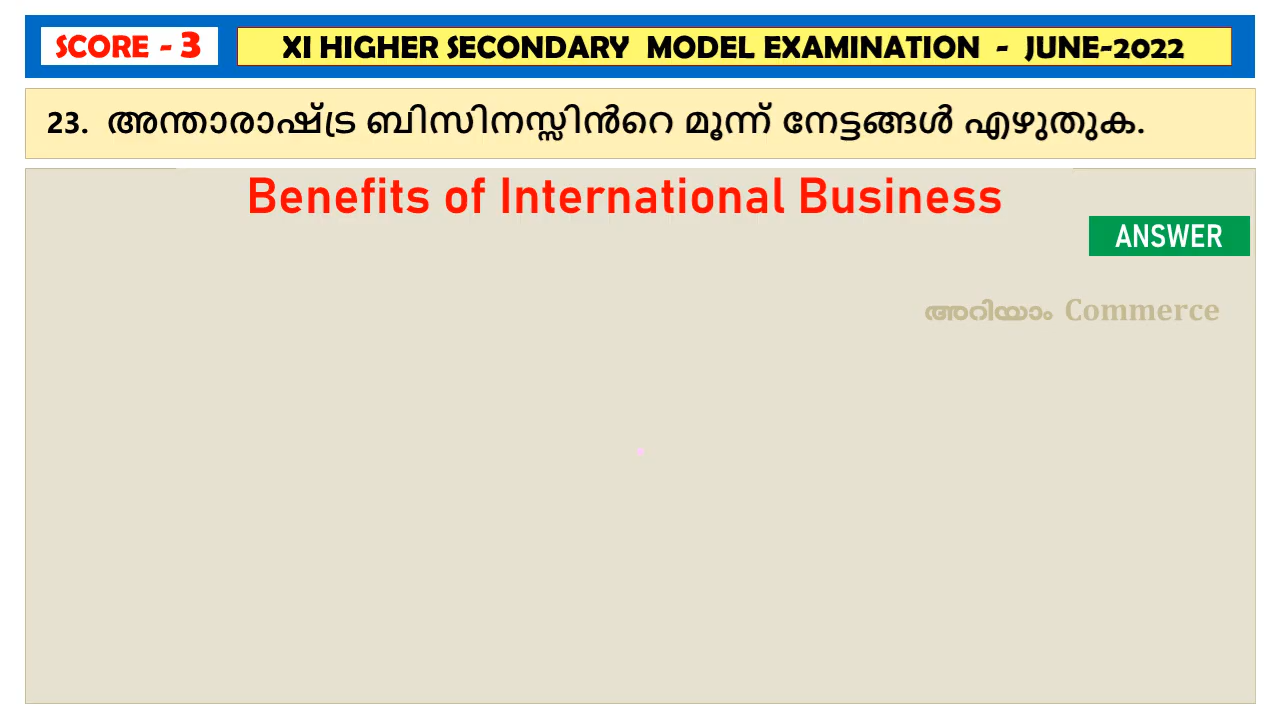 SCORE - 3
XI HIGHER SECONDARY MODEL EXAMINATION - JUNE-2022
23. അന്താരാഷ്ട്ര ബിസിനസ്സിൻറെ മൂന്ന് നേട്ടങ്ങൾ എഴുതുക.
Benefits of International Business
ANSWER
അറിയാം Commerce